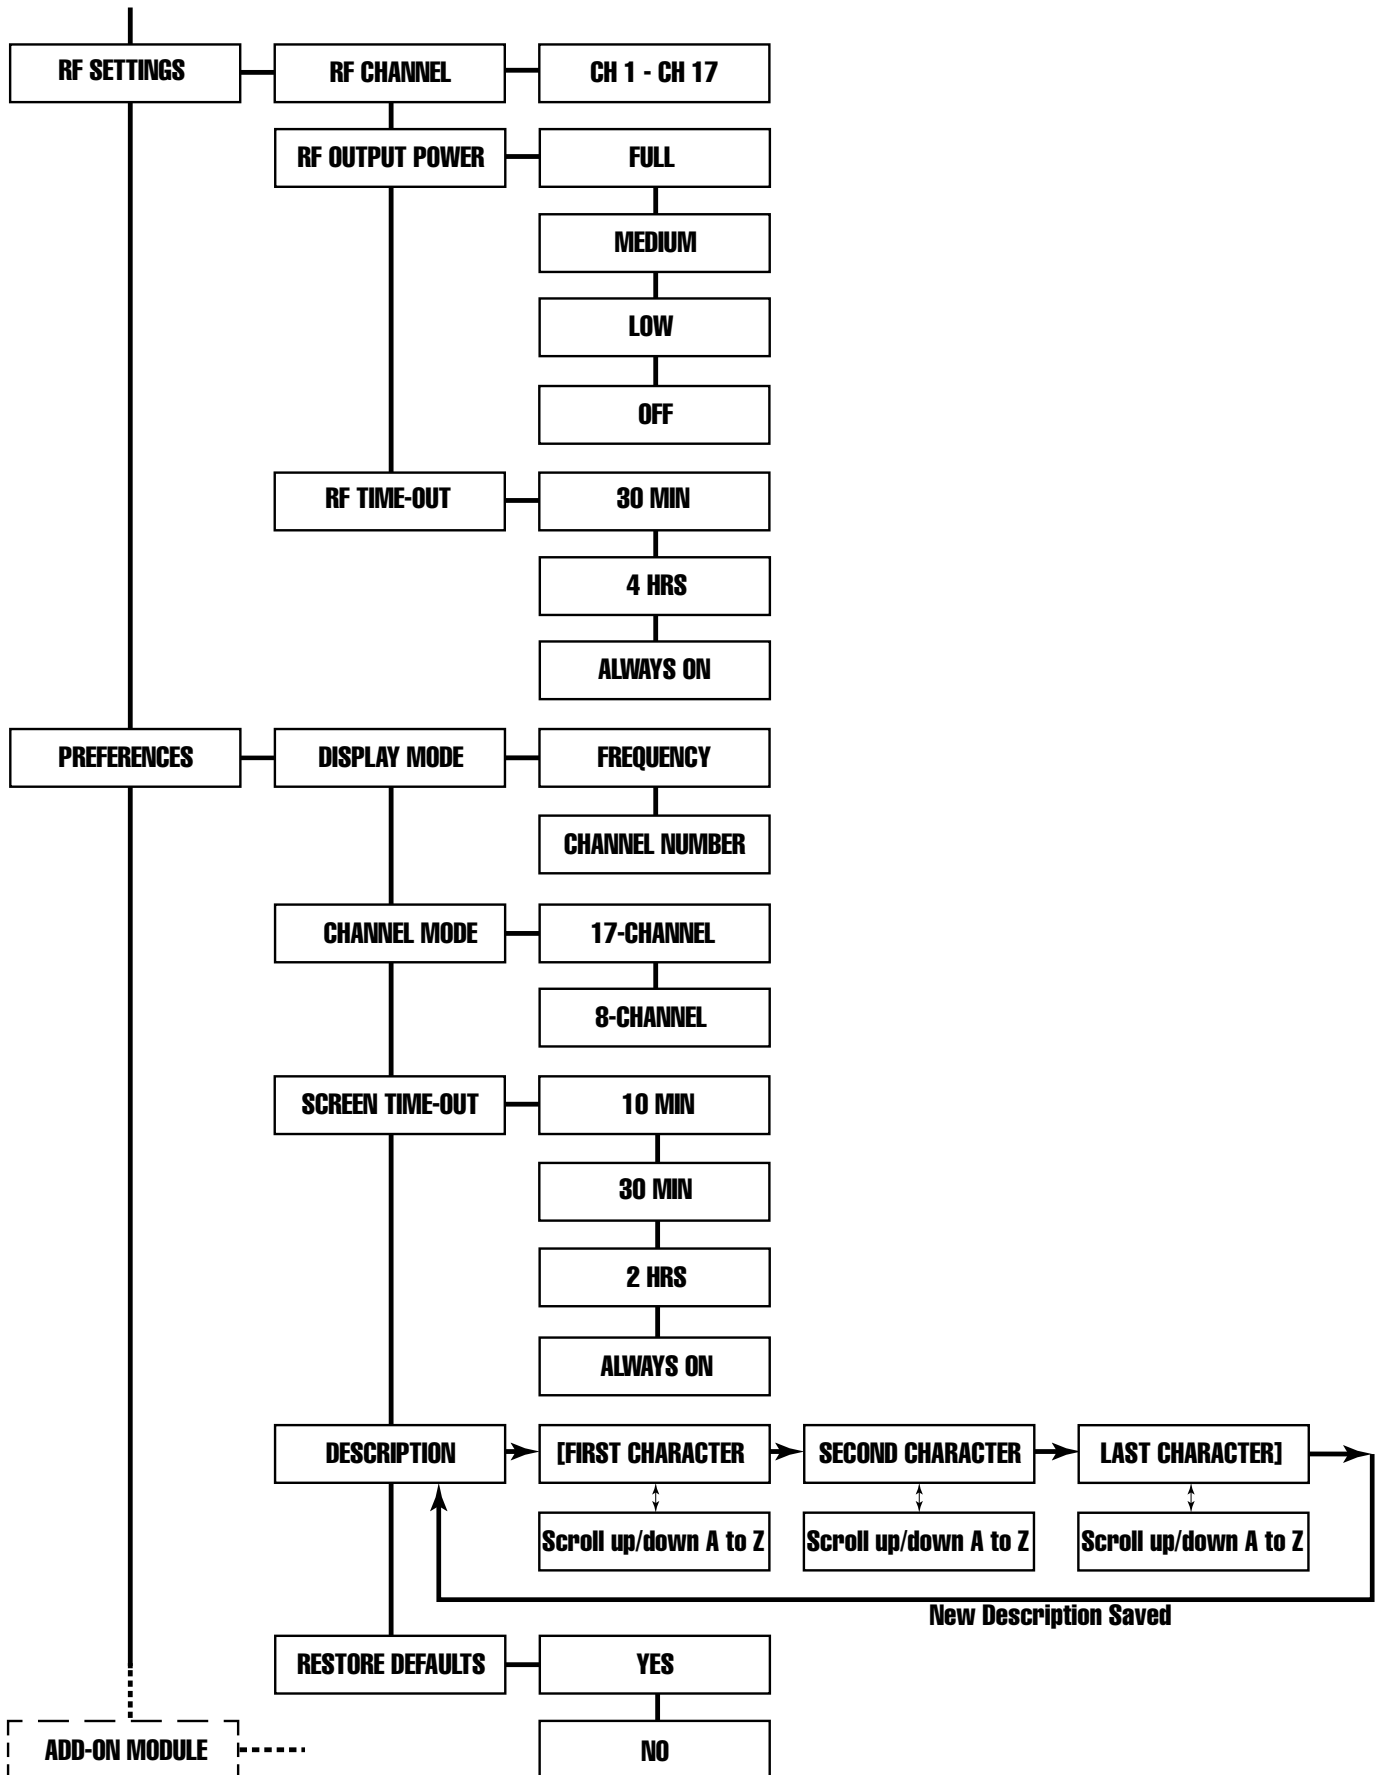 RF SETTINGS
RF CHANNEL
CH 1 - CH 17
RF OUTPUT POWER
FULL
MEDIUM
LOW
OFF
RF TIME-OUT
30 MIN
4 HRS
ALWAYS ON
PREFERENCES
DISPLAY MODE
FREQUENCY
CHANNEL NUMBER
CHANNEL MODE
17-CHANNEL
8-CHANNEL
SCREEN TIME-OUT
10 MIN
30 MIN
2 HRS
ALWAYS ON
DESCRIPTION
[FIRST CHARACTER
SECOND CHARACTER
LAST CHARACTER]
Scroll up/down A to Z
Scroll up/down A to Z
Scroll up/down A to Z
New Description Saved
RESTORE DEFAULTS
YES
ADD-ON MODULE
NO